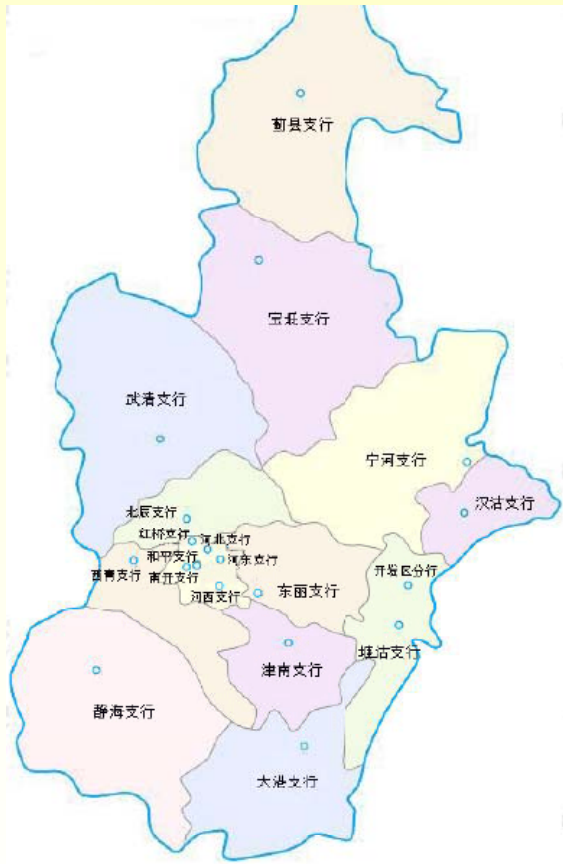 蓟县支行
宝坻支行
武清支行
宁河支行
汉沽支行
北辰支行
红桥支行
河北支行
和平支行
河东支行
西青支行
南开支行
开发区分行
河西支行
东丽支行
塘沽支行
津南支行
静海支行
大港支行